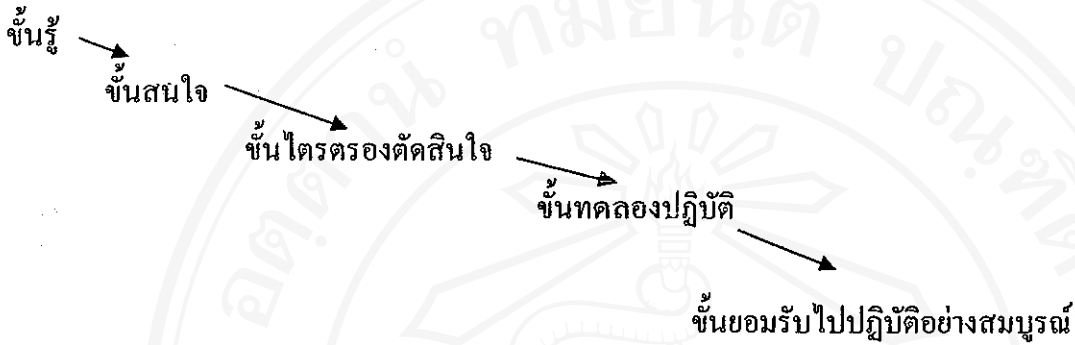 ขั้นรู้
ขั้นสนใจ
ขั้นไตรตรองตัดสินใจ
ขั้นทดลองปฏิบัติ
ขั้นยอมรับไปปฏิบัติอย่างสมบูรณ์